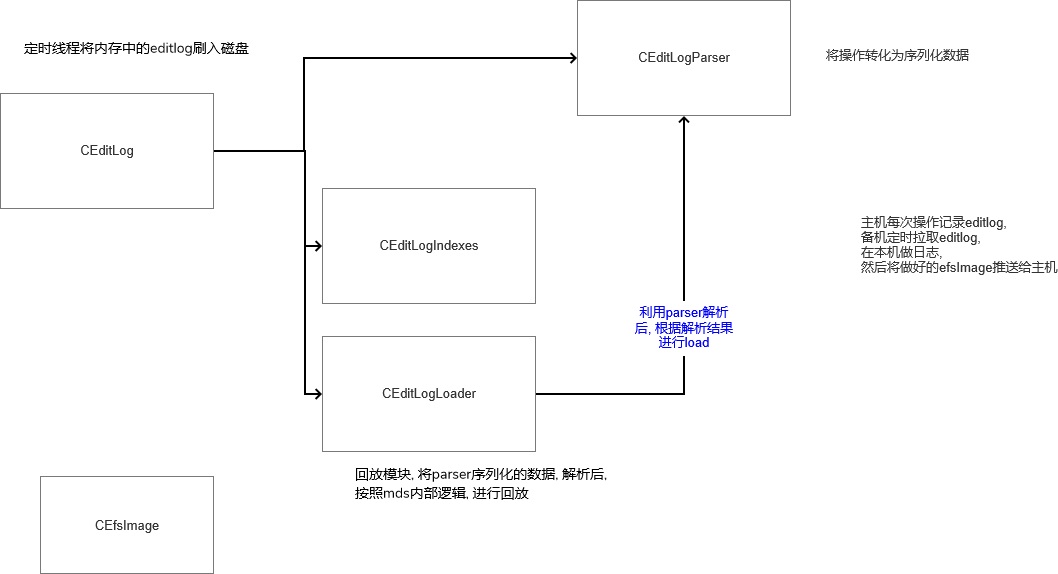 定时线程将内存中的editlog刷入磁盘
CEditLogParser
将操作转化为序列化数据
CEditLog
主机每次操作记录editlog,
备机定时拉取editlog,
在本机做日志,
然后将做好的efsImage推送给主机
CEditLogIndexes
利用parser解析
后, 根据解析结果
进行load
CEditLogLoader
回放模块, 将parser序列化的数据, 解析后,
按照mds内部逻辑, 进行回放
CEfsImage